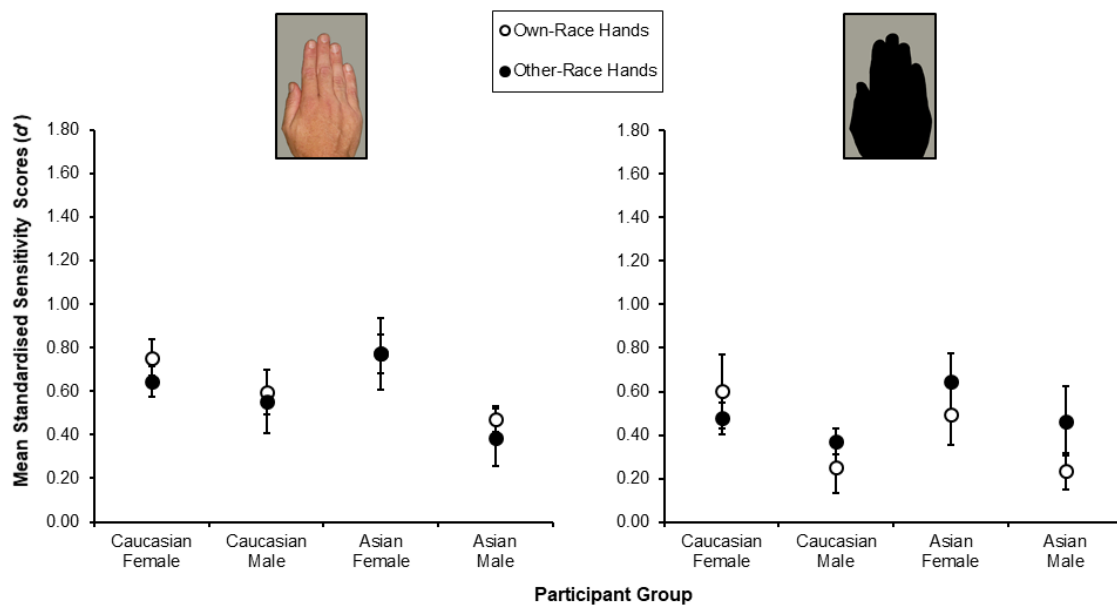 Own-Race Hands
Other-Race Hands
Mean Standardised Sensitivity Scores (d')
1.80
1.60
1.40
1.20
1.00
0.80
0.60
0.40
0.20
0.00
Caucasian Female
Caucasian Male
Asian Female
Asian Male
1.80
1.60
1.40
1.20
1.00
0.80
0.60
0.40
0.20
0.00
Caucasian Female
Caucasian Male
Asian Female
Asian Male
Participant Group